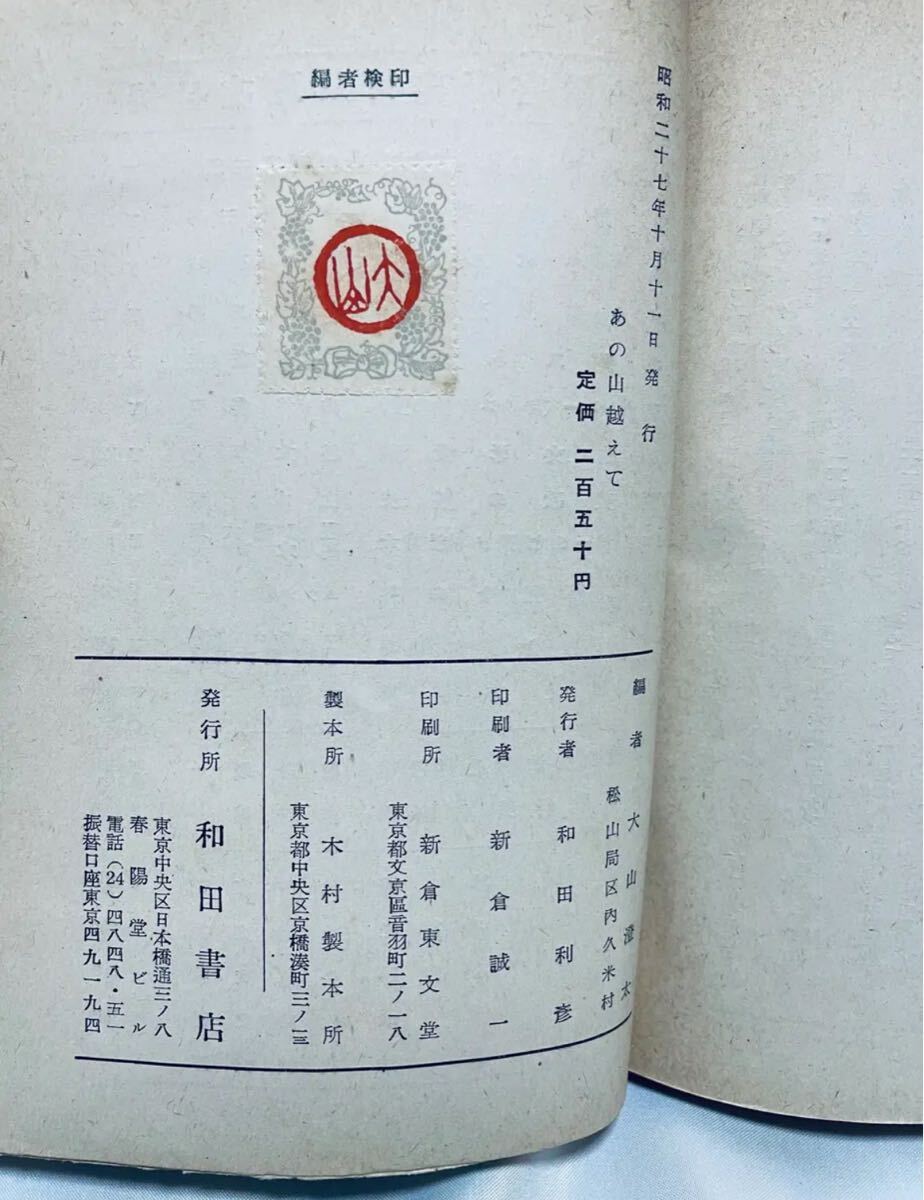 昭和二十七年十月十一日発行
あの山越えて
定価 二百五十円
印検者編
大山
編者 大山澄太
松山局区内久米村
発行者 和田利彦
印刷者 新倉誠一
印刷所 新倉東文堂
東京都文京區音羽町二ノ一八
製本所 木村製本所
東京都中央区京橋湊町三ノ三
発行所 和田書店
東京中央区日本橋通三ノ八
春陽堂ビル
電話(24)四八四八・五一
振替口座東京四九一九四